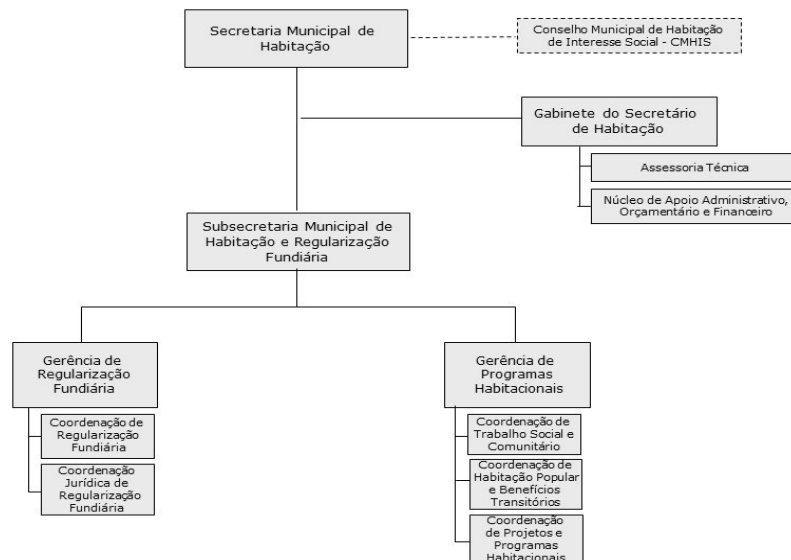 Secretaria Municipal de
Habitação
Conselho Municipal de Habitação
de Interesse Social - CMHIS
Gabinete do Secretário
de Habitação
Assessoria Técnica
Núcleo de Apoio Administrativo,
Orçamentário e Financeiro
Subsecretaria Municipal de
Habitação e Regularização
Fundiária
Gerência de
Regularização
Fundiária
Coordenação de
Regularização
Fundiária
Coordenação
Jurídica de
Regularização
Fundiária
Gerência de
Programas
Habitacionais
Coordenação de
Trabalho Social e
Comunitário
Coordenação de
Habitação Popular
e Benefícios
Transitórios
Coordenação
de Projetos e
Programas
Habitacionais